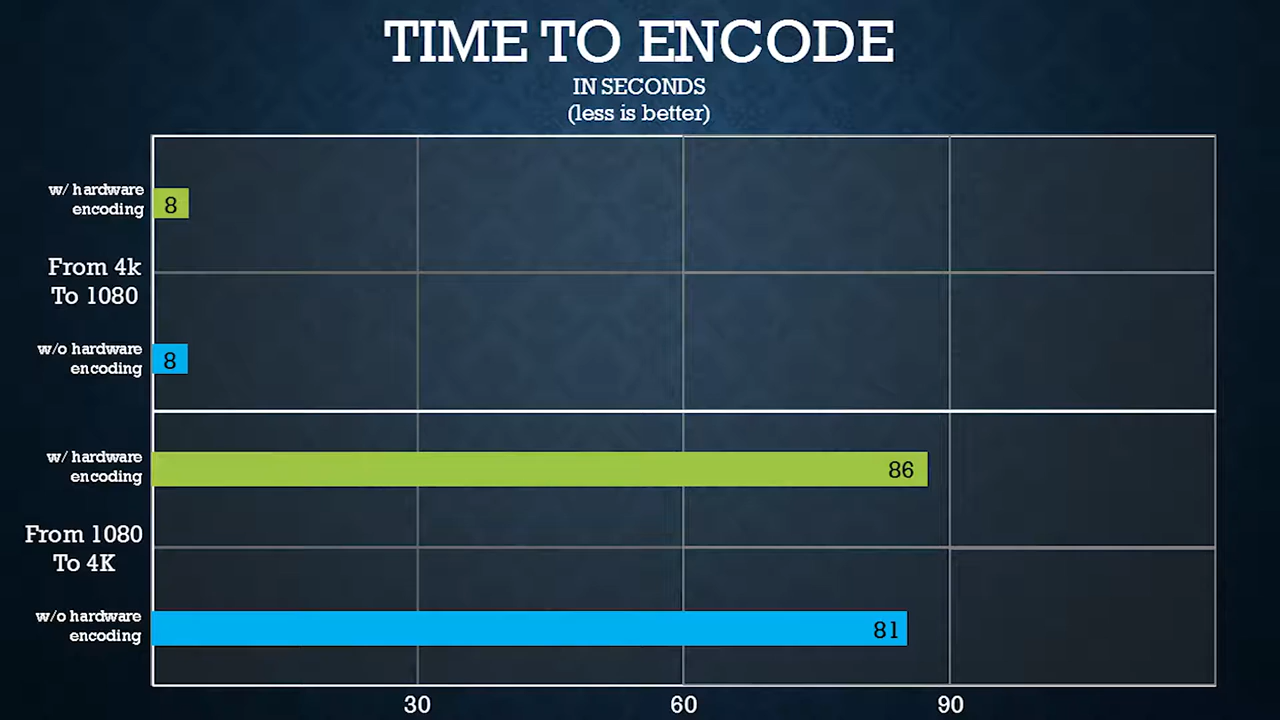 TIME TO ENCODE
IN SECONDS
(less is better)
w/ hardware
encoding
8
From 4k
To 1080
w/o hardware
encoding
8
w/ hardware
encoding
86
From 1080
To 4K
w/o hardware
encoding
81
30
60
90